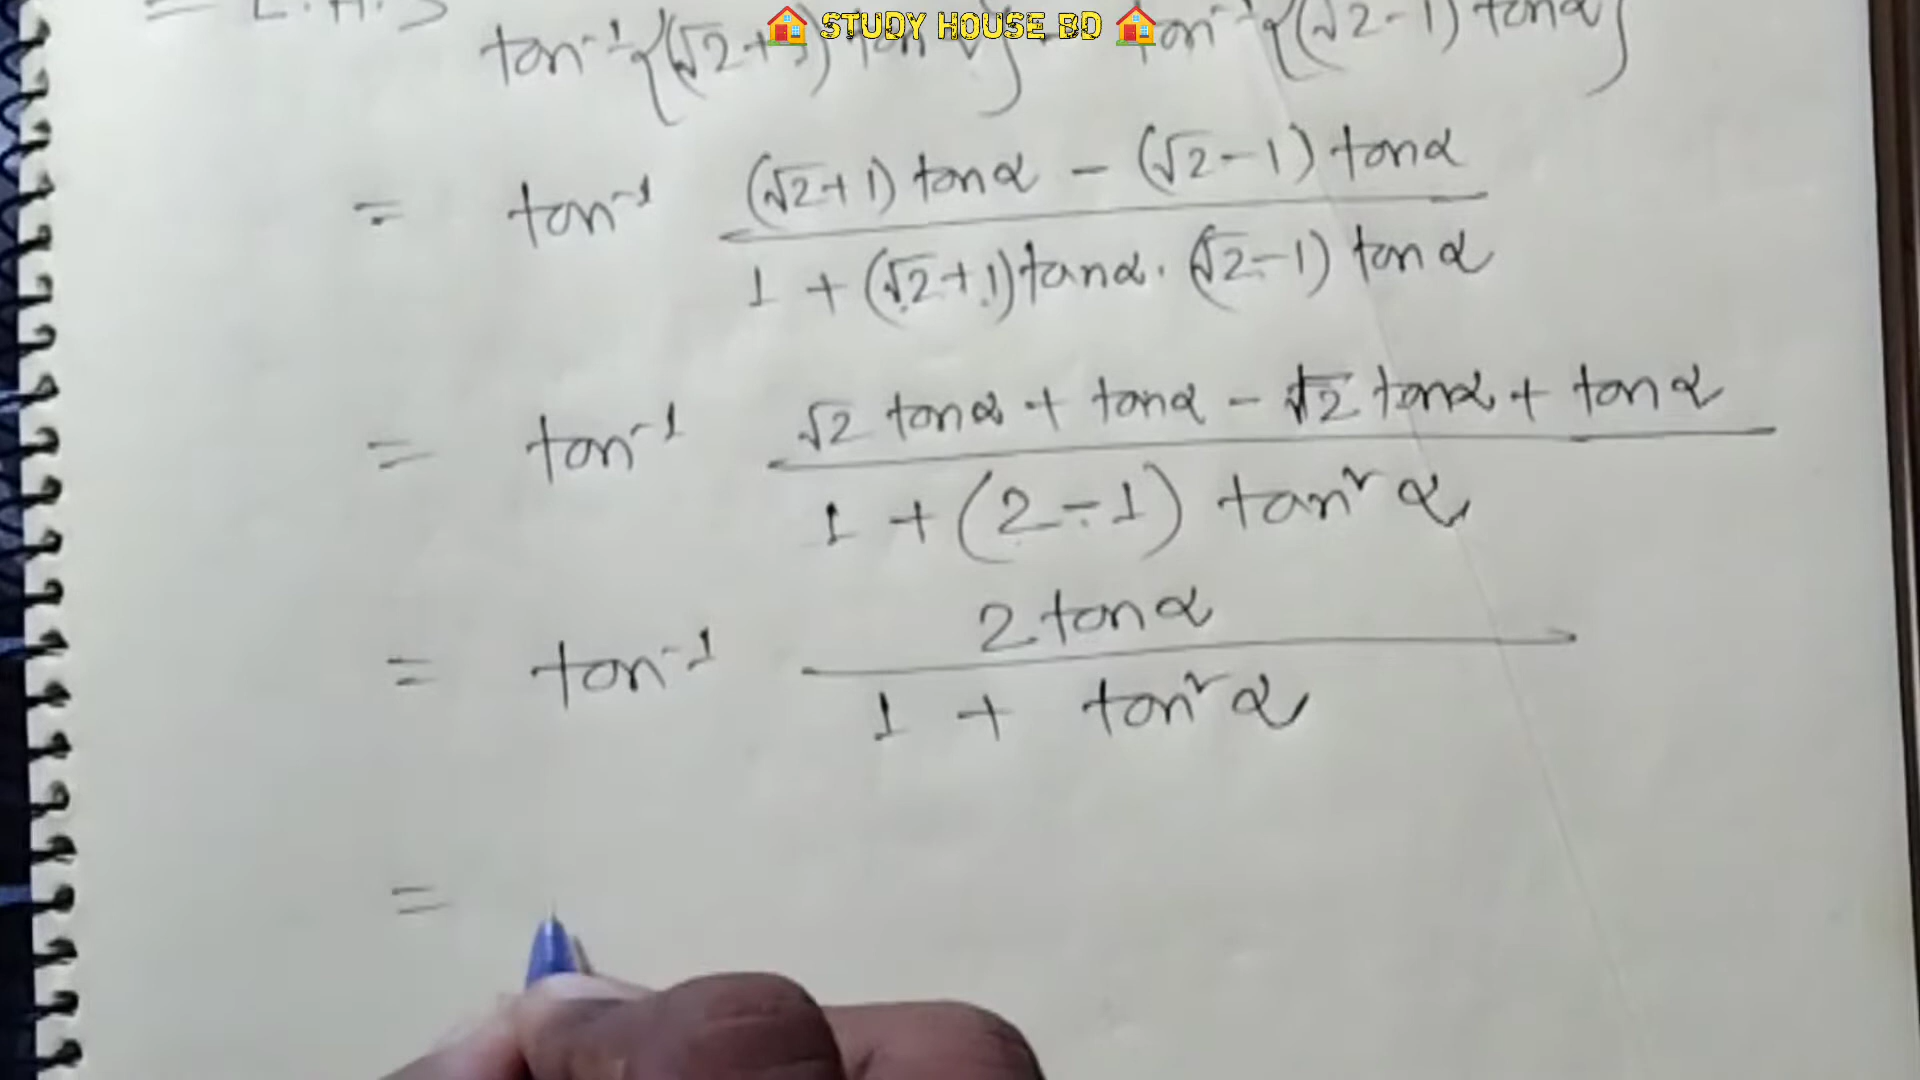 = L.H.S
🏠 STUDY HOUSE BD 🏠
tan⁻¹{(√2+1) tan α} - tan⁻¹{(√2-1) tan α}
= tan⁻¹ (√2+1) tan α - (√2-1) tan α
1 + (√2+1) tan α · (√2-1) tan α
= tan⁻¹ √2 tan α + tan α - √2 tan α + tan α
1 + (2-1) tan² α
= tan⁻¹ 2 tan α
1 + tan² α
=